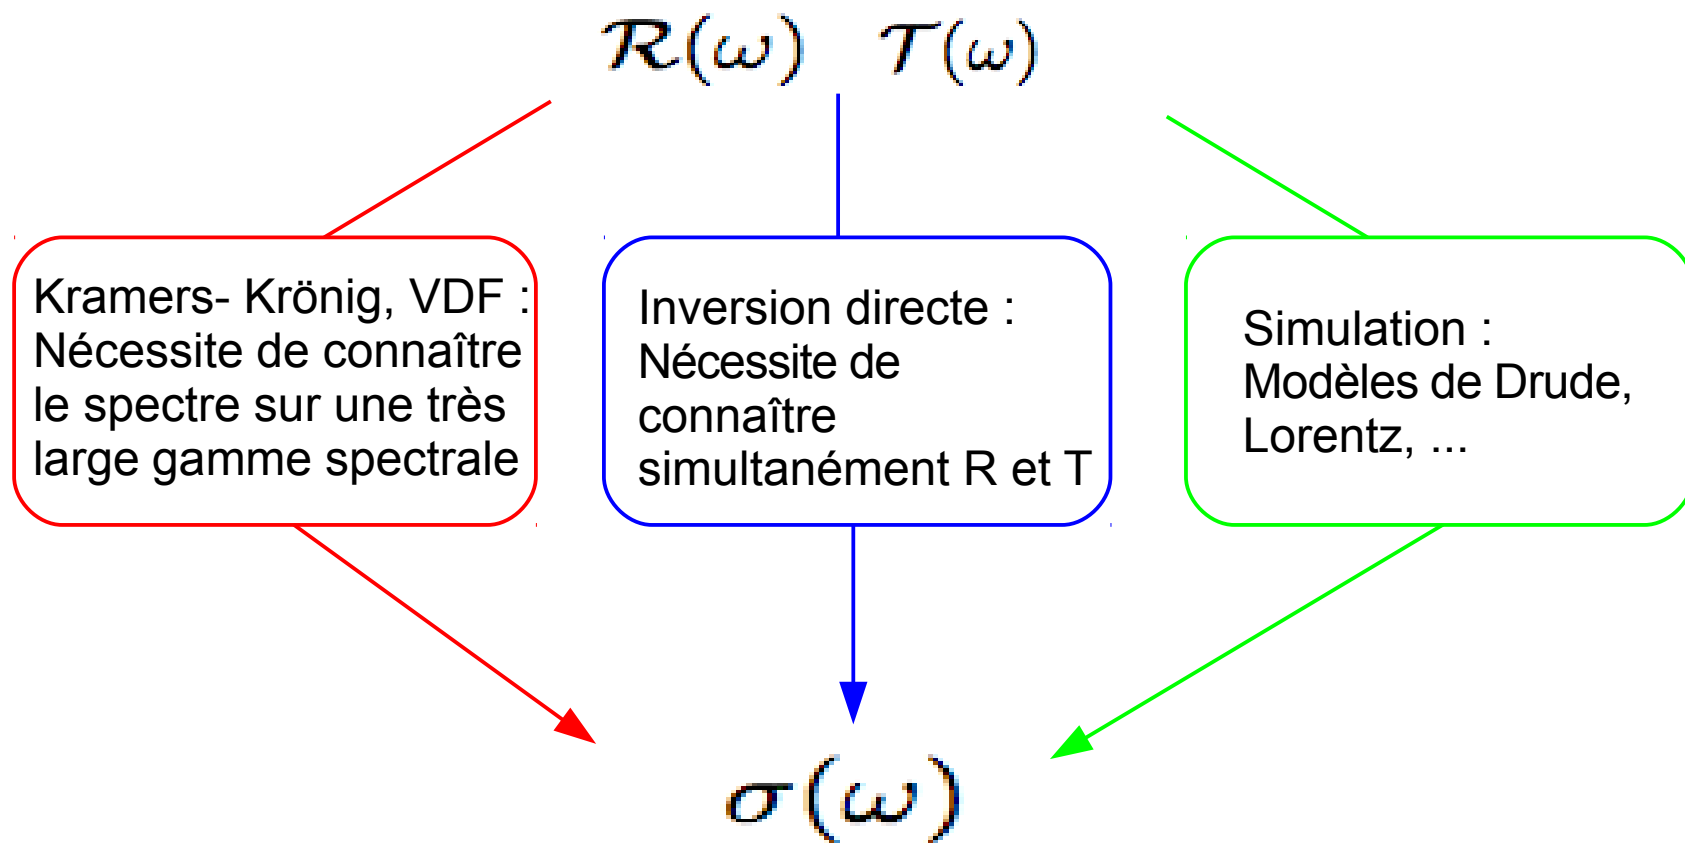 R(ω) T(ω)
Kramers- Krönig, VDF :
Nécessite de connaître
le spectre sur une très
large gamme spectrale
Inversion directe :
Nécessite de
connaître
simultanément R et T
Simulation :
Modèles de Drude,
Lorentz, ...
σ(ω)